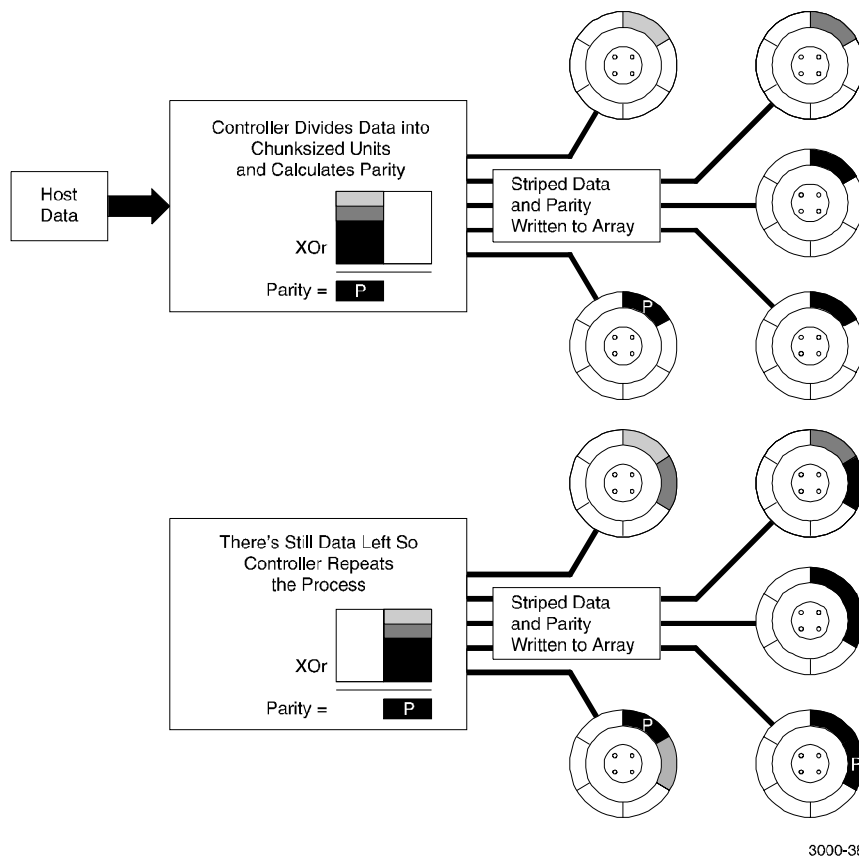 Controller Divides Data into
Chunksized Units
and Calculates Parity
Host
Data
XOr
Parity =
P
Striped Data
and Parity
Written to Array
P
There's Still Data Left So
Controller Repeats
the Process
XOr
Parity =
P
Striped Data
and Parity
Written to Array
P
P